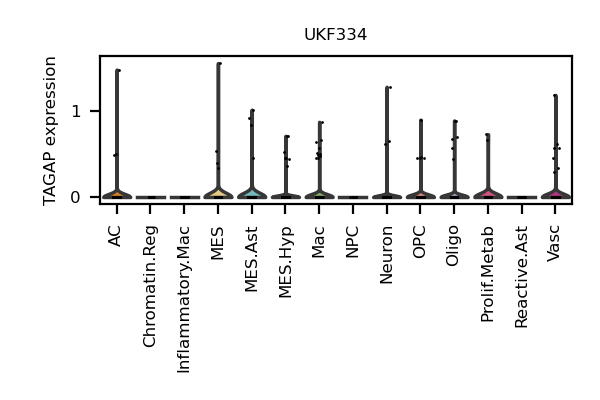 UKF334
TAGAP expression
1
0
AC
Chromatin.Reg
Inflammatory.Mac
MES
MES.Ast
MES.Hyp
Mac
NPC
Neuron
OPC
Oligo
Prolif.Metab
Reactive.Ast
Vasc